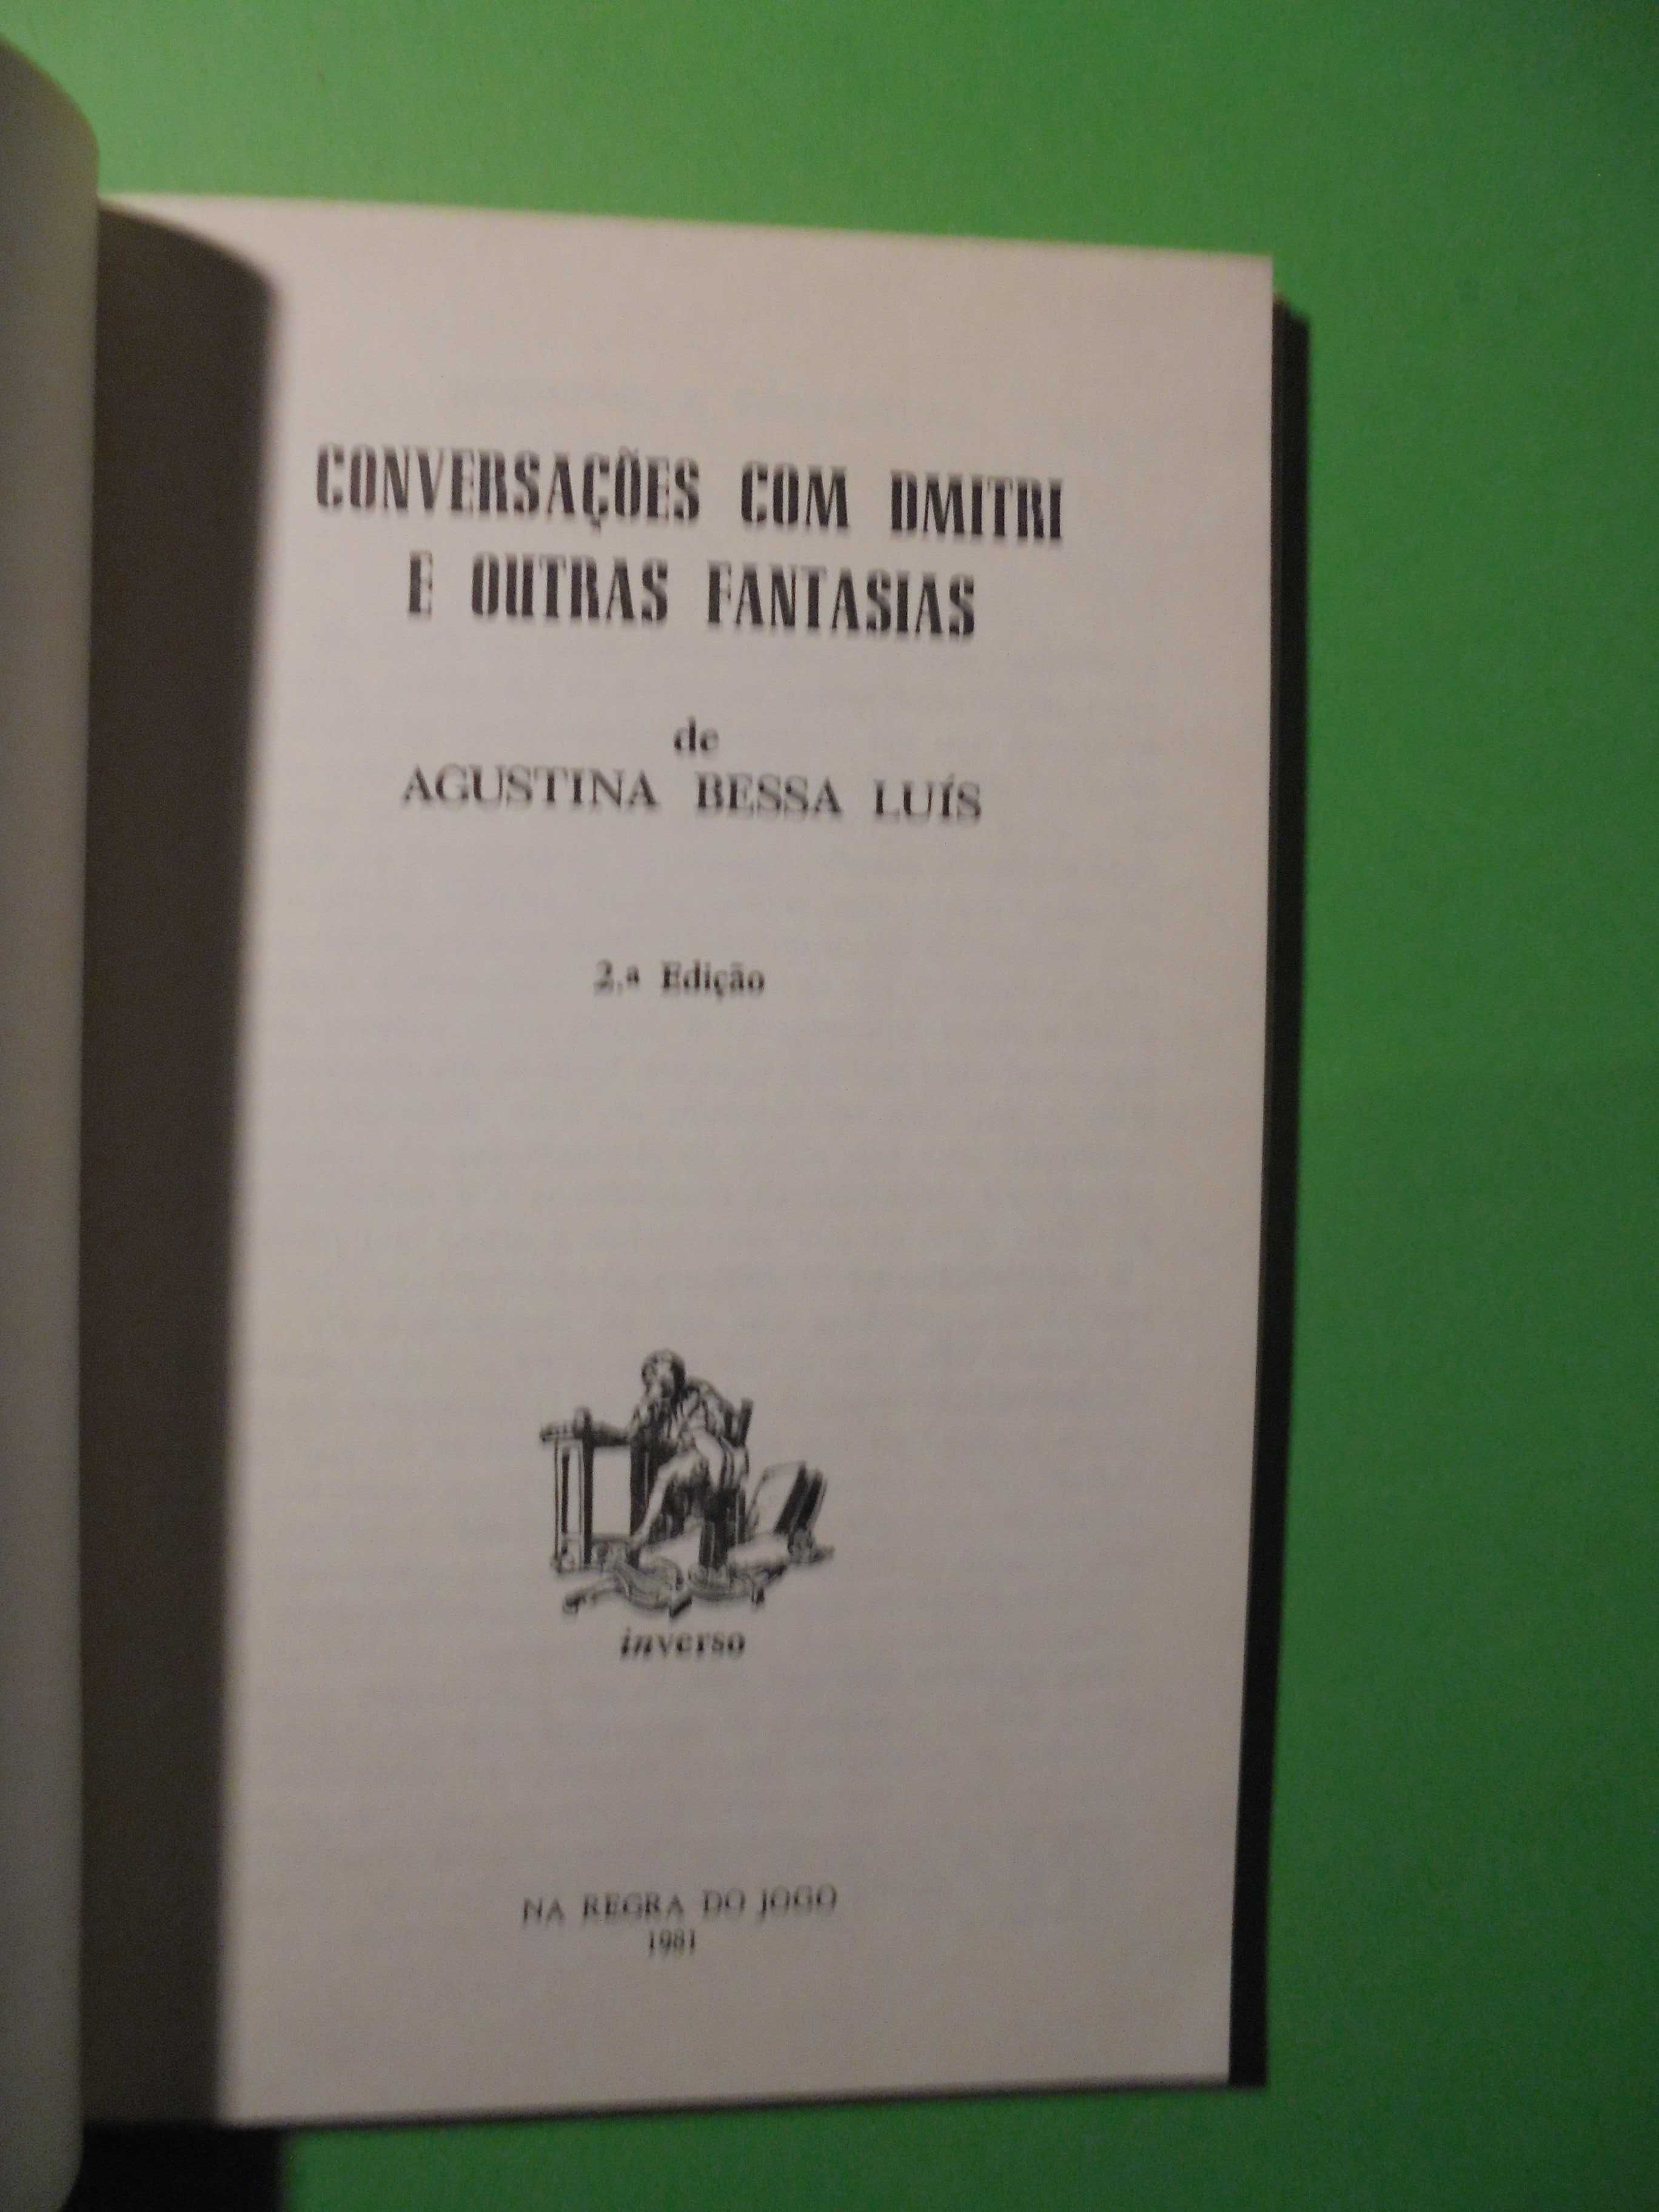 CONVERSAÇÕES COM DMITRI
E OUTRAS FANTASIAS
de
AGUSTINA BESSA LUÍS
2.ª Edição
inverso
NA REGRA DO JOGO
1981